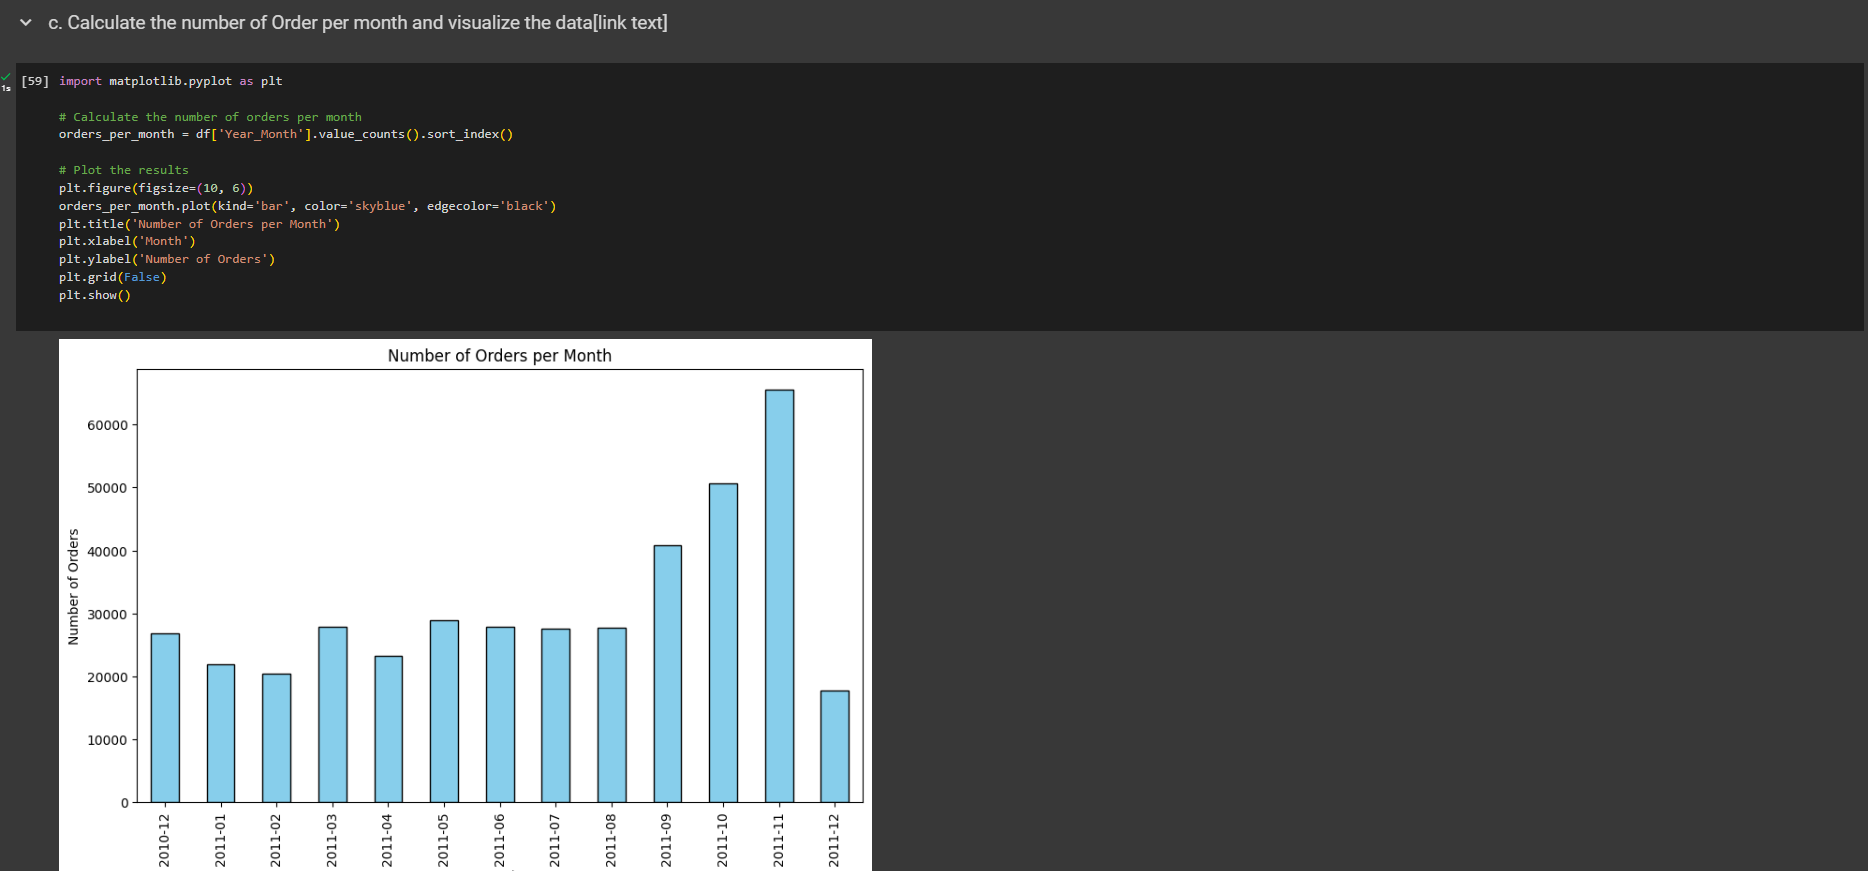 c. Calculate the number of Order per month and visualize the data[link text]
1s
[59] import matplotlib.pyplot as plt
# Calculate the number of orders per month
orders_per_month = df['Year_Month'].value_counts().sort_index()
# Plot the results
plt.figure(figsize=(10, 6))
orders_per_month.plot(kind='bar', color='skyblue', edgecolor='black')
plt.title('Number of Orders per Month')
plt.xlabel('Month')
plt.ylabel('Number of Orders')
plt.grid(False)
plt.show()
Number of Orders per Month
Number of Orders
60000
50000
40000
30000
20000
10000
0
2010-12
2011-01
2011-02
2011-03
2011-04
2011-05
2011-06
2011-07
2011-08
2011-09
2011-10
2011-11
2011-12